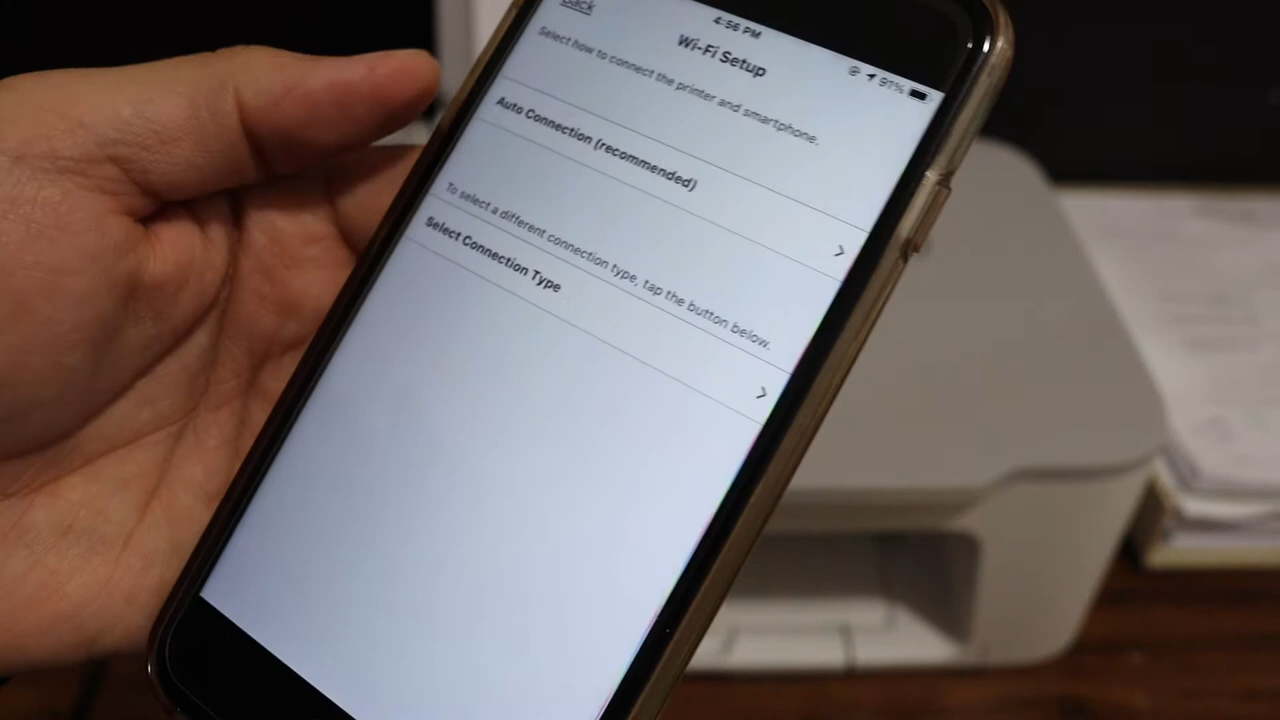 4:56 PM
91%
Back
Wi-Fi Setup
Select how to connect the printer and smartphone.
Auto Connection (recommended)
To select a different connection type, tap the button below.
Select Connection Type